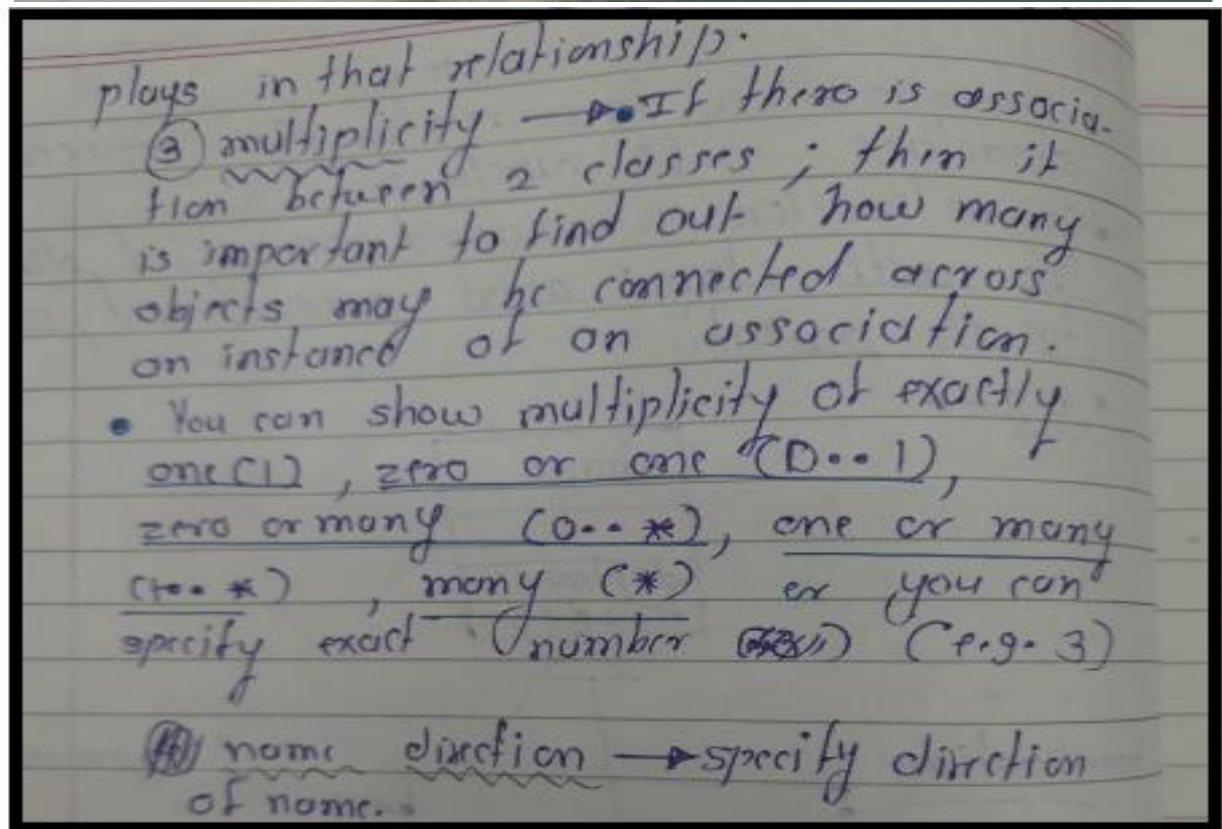 plays in that relationship.
③ multiplicity → • If there is associa-
tion between 2 classes ; then it
is important to find out how many
objects may be connected across
an instance of an association.
• You can show multiplicity of exactly
one (1) , zero or one (0..1) ,
zero or many (0..*) , one or many
(1..*) , many (*) or you can
specify exact number (e.g. 3)
④ name direction → specify direction
of name.